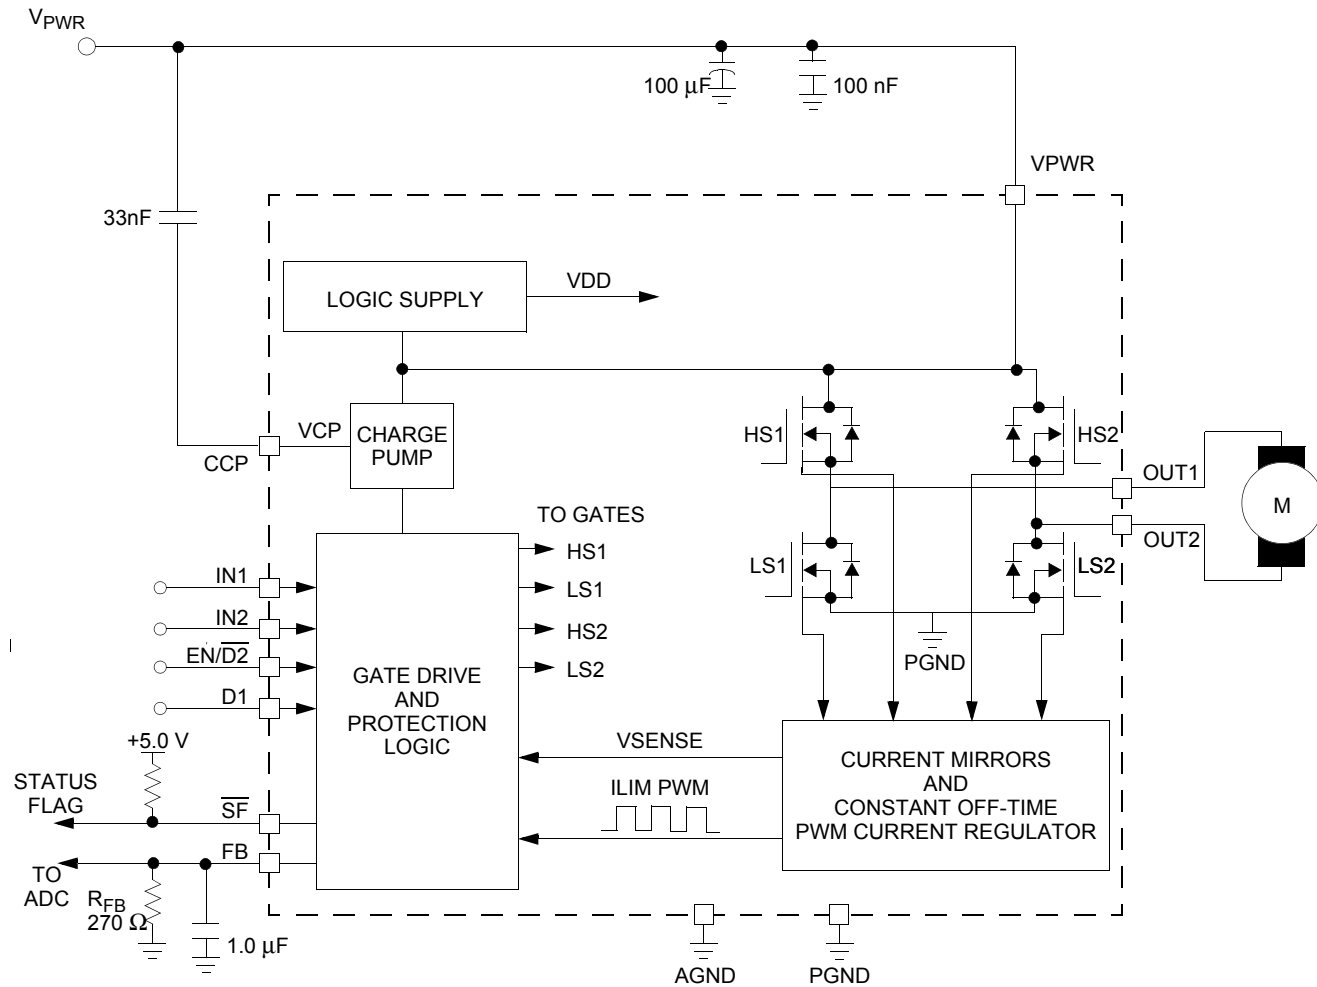 VPWR
100 μF
100 nF
VPWR
33nF
LOGIC SUPPLY
VDD
VCP
CHARGE
PUMP
CCP
HS1
HS2
OUT1
M
OUT2
TO GATES
HS1
LS1
HS2
LS2
LS1
LS2
PGND
IN1
IN2
EN/D2
D1
GATE DRIVE
AND
PROTECTION
LOGIC
+5.0 V
STATUS
FLAG
SF
FB
TO
ADC
RFB
270 Ω
1.0 μF
VSENSE
ILIM PWM
CURRENT MIRRORS
AND
CONSTANT OFF-TIME
PWM CURRENT REGULATOR
AGND
PGND